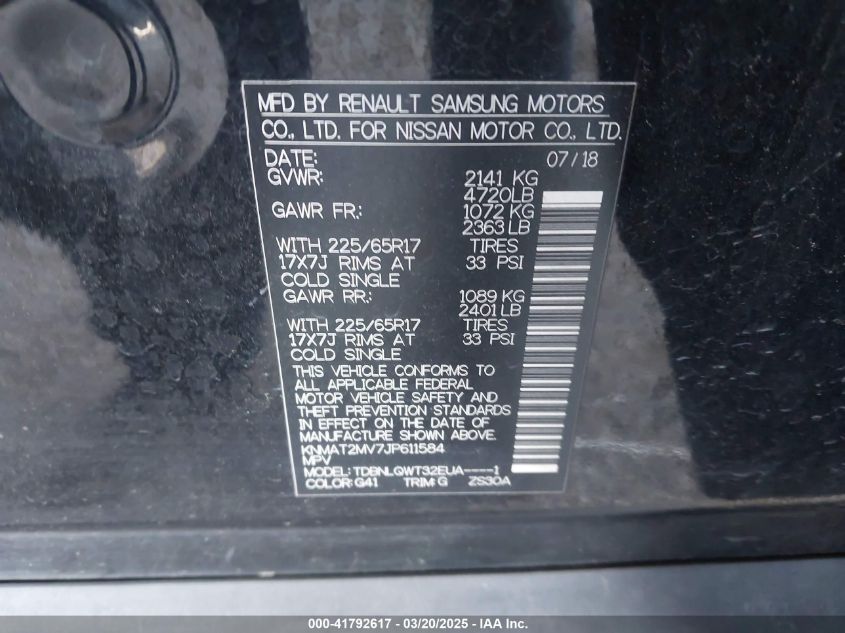 MFD BY RENAULT SAMSUNG MOTORS
CO., LTD. FOR NISSAN MOTOR CO., LTD.
DATE: 07/18
GVWR: 2141 KG
4720LB
GAWR FR.: 1072 KG
2363 LB
WITH 225/65R17 TIRES
17X7J RIMS AT 33 PSI
COLD SINGLE
GAWR RR.: 1089 KG
2401 LB
WITH 225/65R17 TIRES
17X7J RIMS AT 33 PSI
COLD SINGLE
THIS VEHICLE CONFORMS TO
ALL APPLICABLE FEDERAL
MOTOR VEHICLE SAFETY AND
THEFT PREVENTION STANDARDS
IN EFFECT ON THE DATE OF
MANUFACTURE SHOWN ABOVE.
KNMAT2MV7JP611584
MPV
MODEL: TDBNLQWT32EUA----1
COLOR: G41 TRIM: G ZS30A
000-41792617 - 03/20/2025 - IAA Inc.